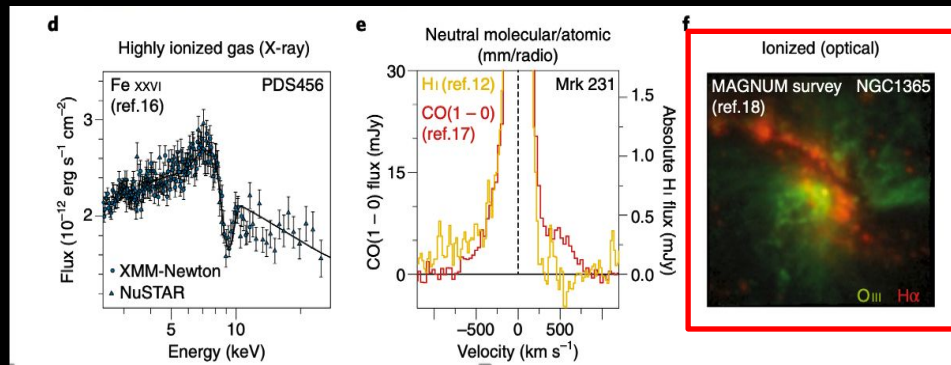 d
Highly ionized gas (X-ray)
Fe XXVI
(ref.16)
PDS456
Flux (10⁻¹² erg s⁻¹ cm⁻²)
3
2
XMM-Newton
NuSTAR
5
10
Energy (keV)
e
Neutral molecular/atomic
(mm/radio)
H I (ref.12)
CO(1 – 0)
(ref.17)
Mrk 231
CO(1 – 0) flux (mJy)
30
15
0
1.5
1.0
0.5
0.0
Absolute H I flux (mJy)
–500
0
500
Velocity (km s⁻¹)
f
Ionized (optical)
MAGNUM survey
NGC1365
(ref.18)
O III
Hα